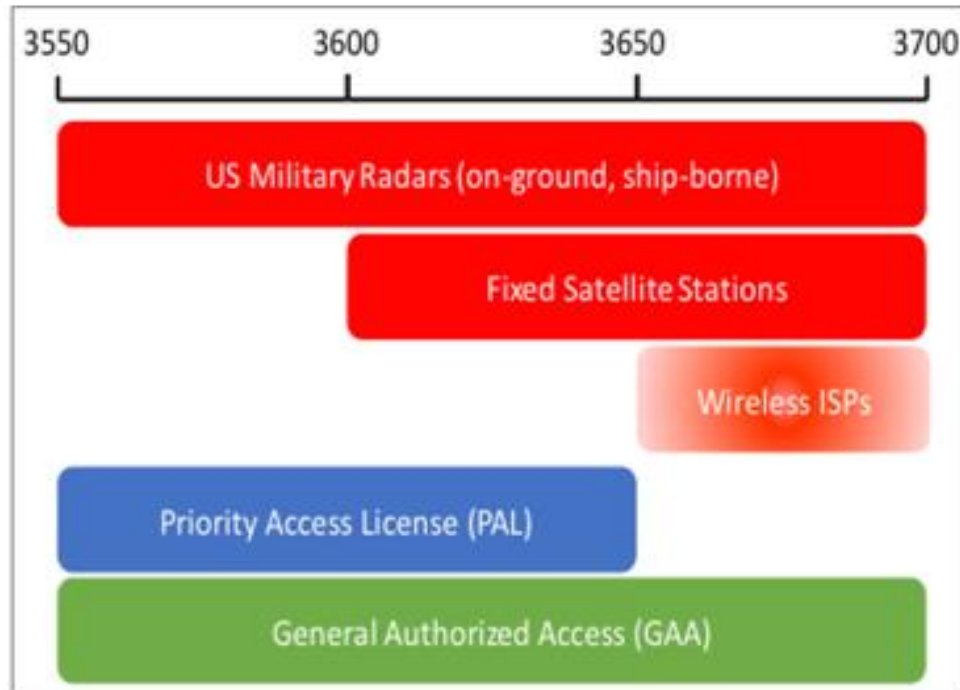 3550 3600 3650 3700
US Military Radars (on-ground, ship-borne)
Fixed Satellite Stations
Wireless ISPs
Priority Access License (PAL)
General Authorized Access (GAA)